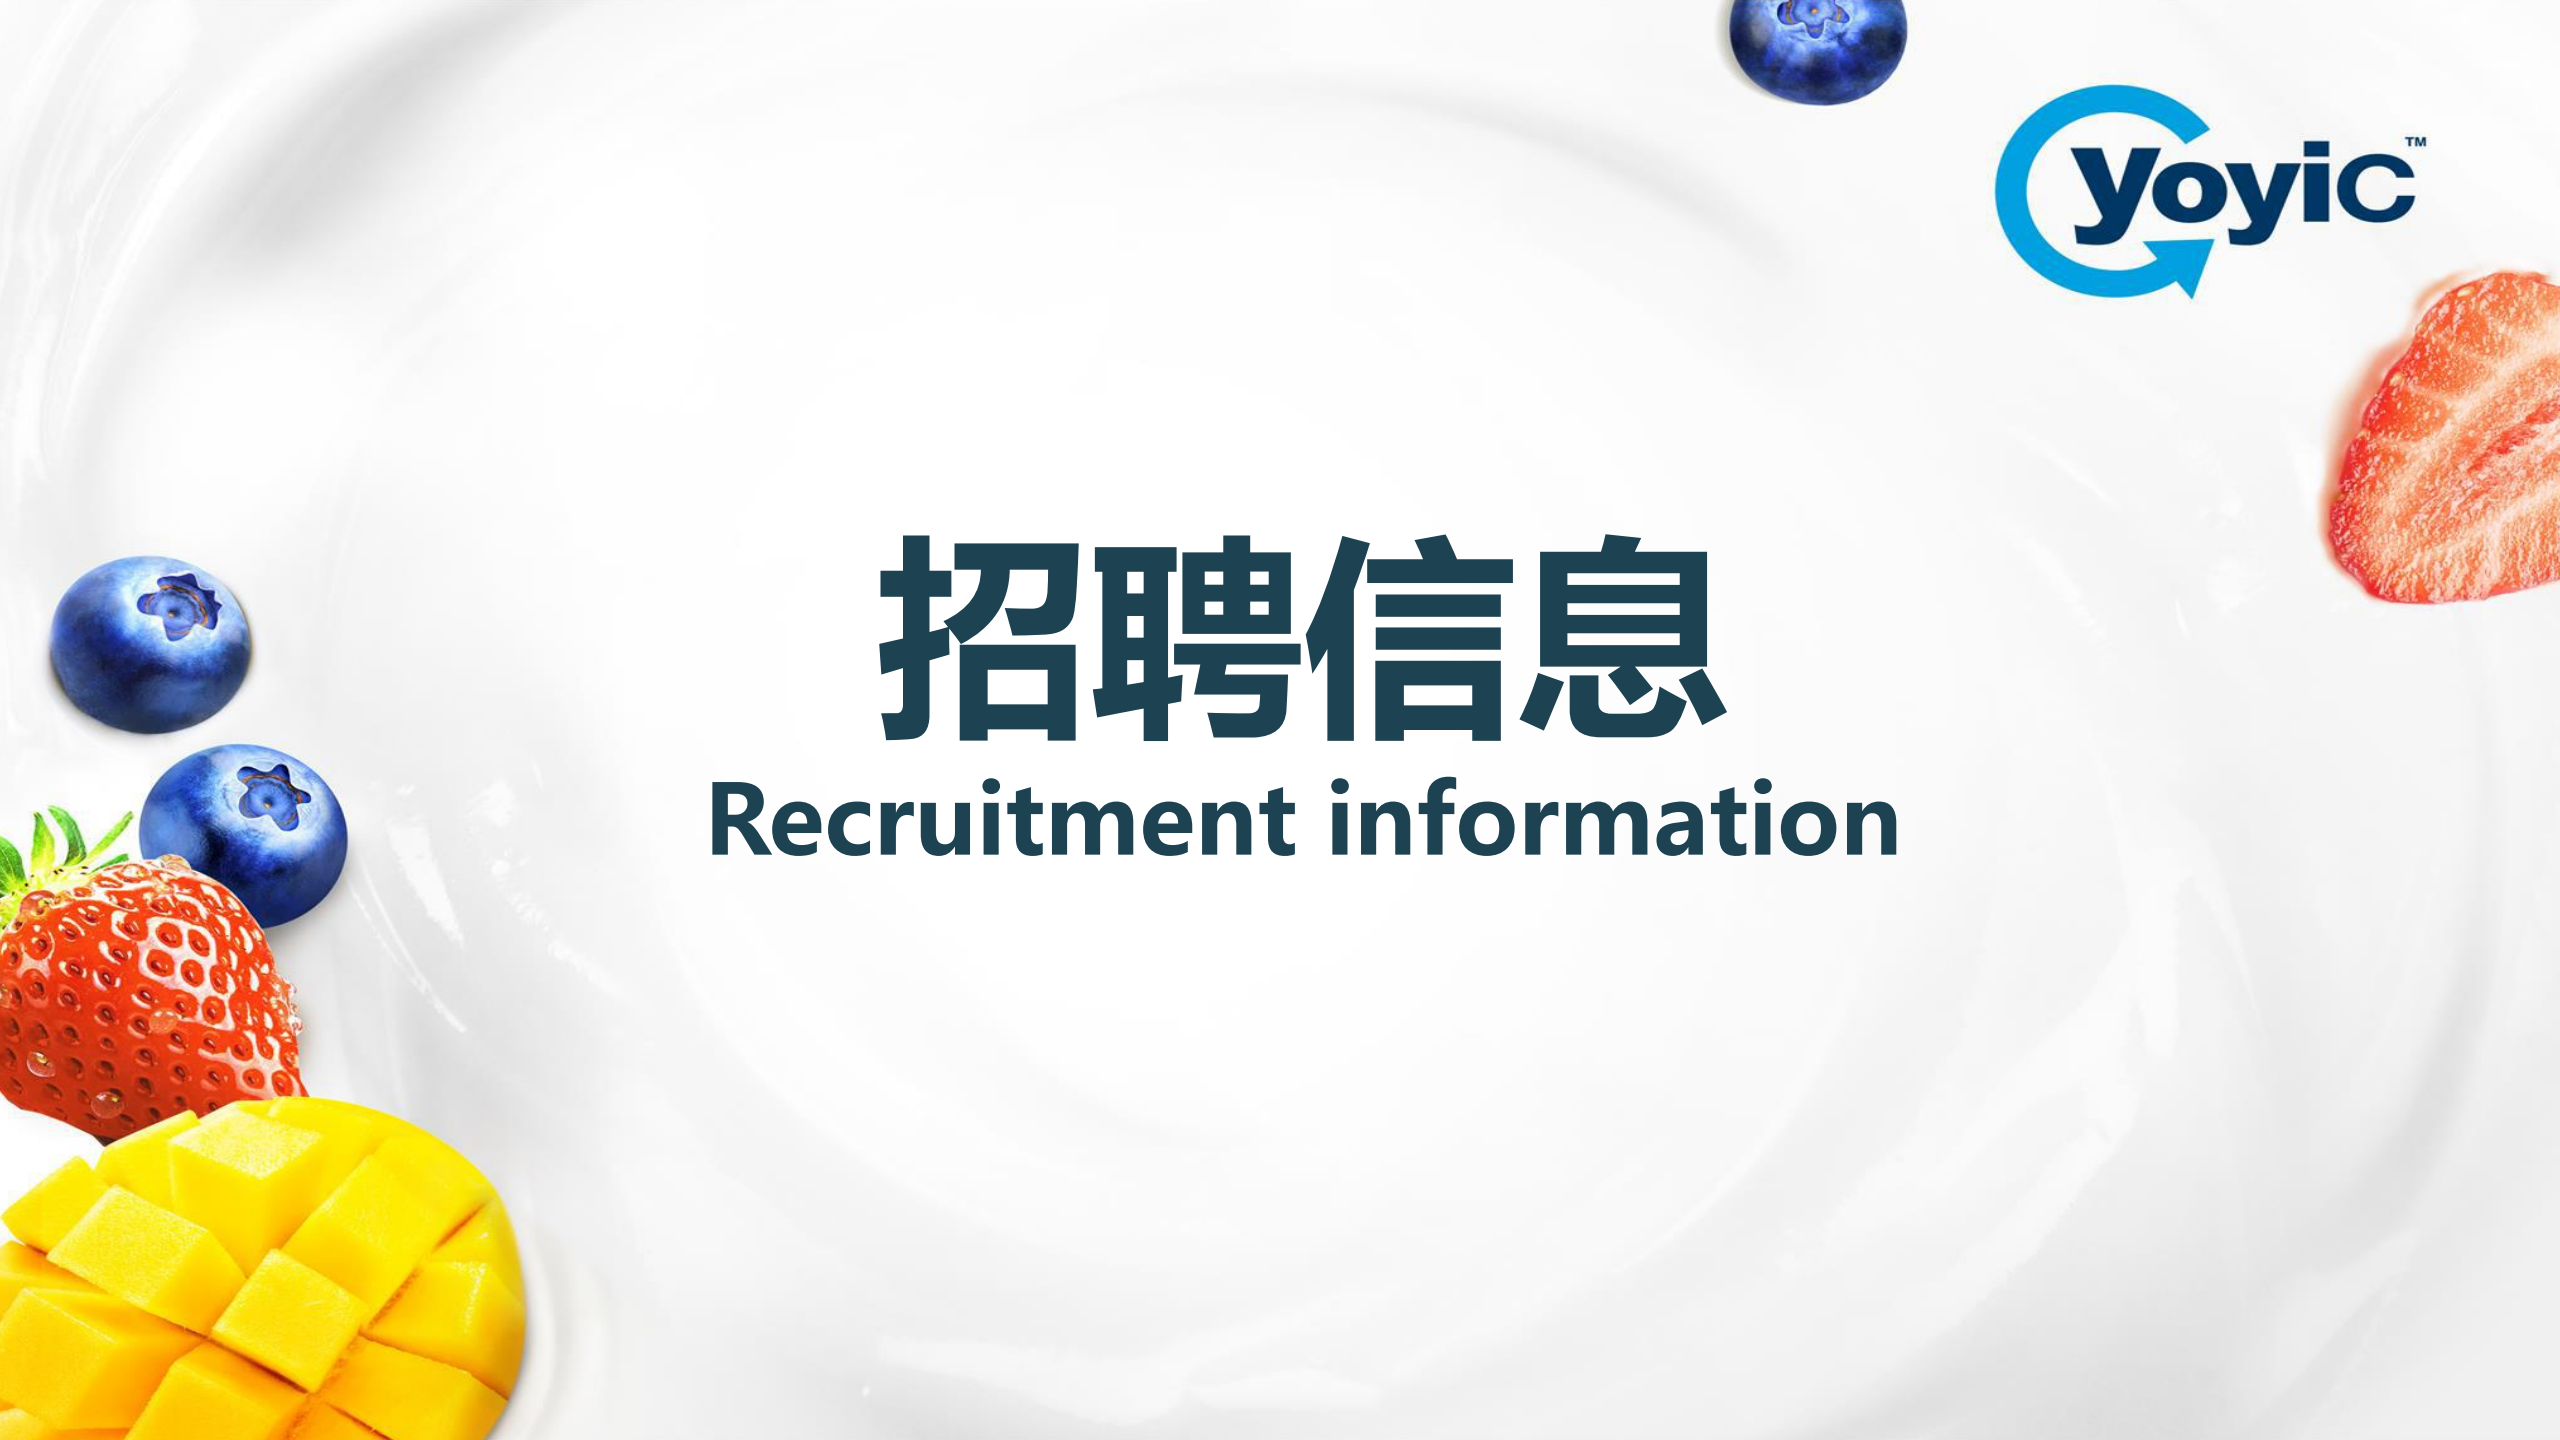 yoyic™
招聘信息
Recruitment information